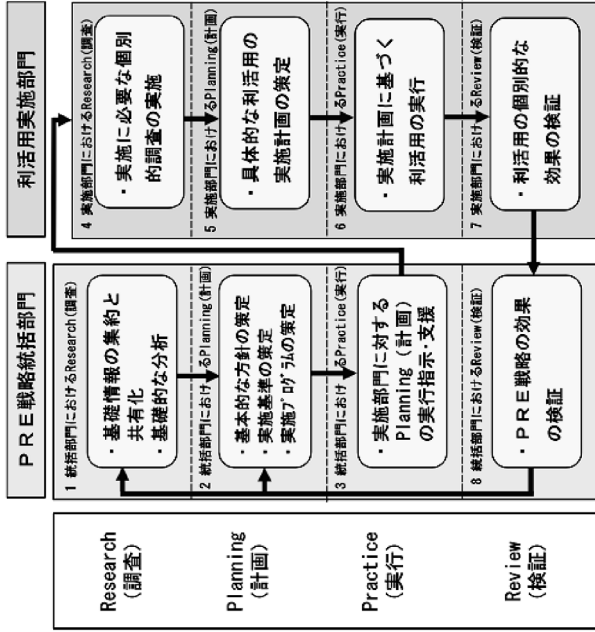 PRE戦略統括部門
利活用実施部門
Research
(調査)
Planning
(計画)
Practice
(実行)
Review
(検証)
1 統括部門におけるResearch(調査)
・基礎情報の集約と
共有化
・基礎的な分析
2 統括部門におけるPlanning(計画)
・基本的な方針の策定
・実施基準の策定
・実施ﾌﾟﾛｸﾞﾗﾑの策定
3 統括部門におけるPractice(実行)
・実施部門に対する
Planning (計画)
の実行指示・支援
8 統括部門におけるReview(検証)
・PRE戦略の効果
の検証
4 実施部門におけるResearch(調査)
・実施に必要な個別
的調査の実施
5 実施部門におけるPlanning(計画)
・具体的な利活用の
実施計画の策定
6 実施部門におけるPractice(実行)
・実施計画に基づく
利活用の実行
7 実施部門におけるReview(検証)
・利活用の個別的な
効果の検証